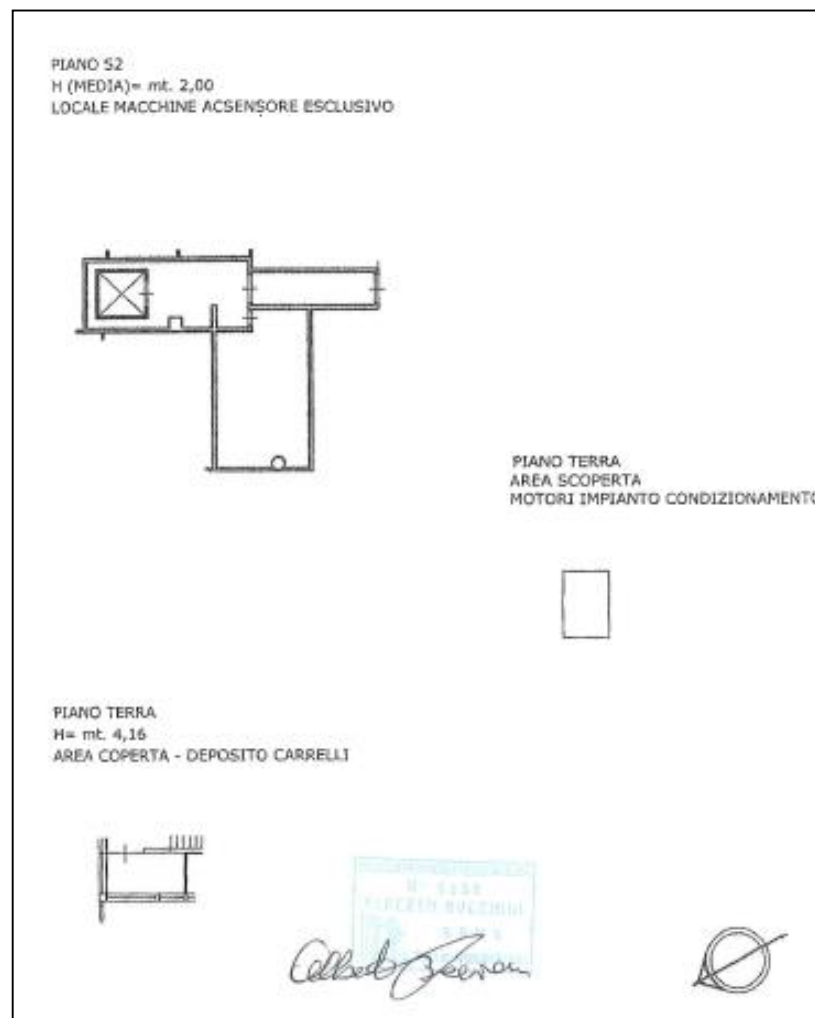 PIANO S2
H (MEDIA)= mt. 2,00
LOCALE MACCHINE ACSENSORE ESCLUSIVO
PIANO TERRA
AREA SCOPERTA
MOTORI IMPIANTO CONDIZIONAMENTO
PIANO TERRA
H= mt. 4,16
AREA COPERTA - DEPOSITO CARRELLI